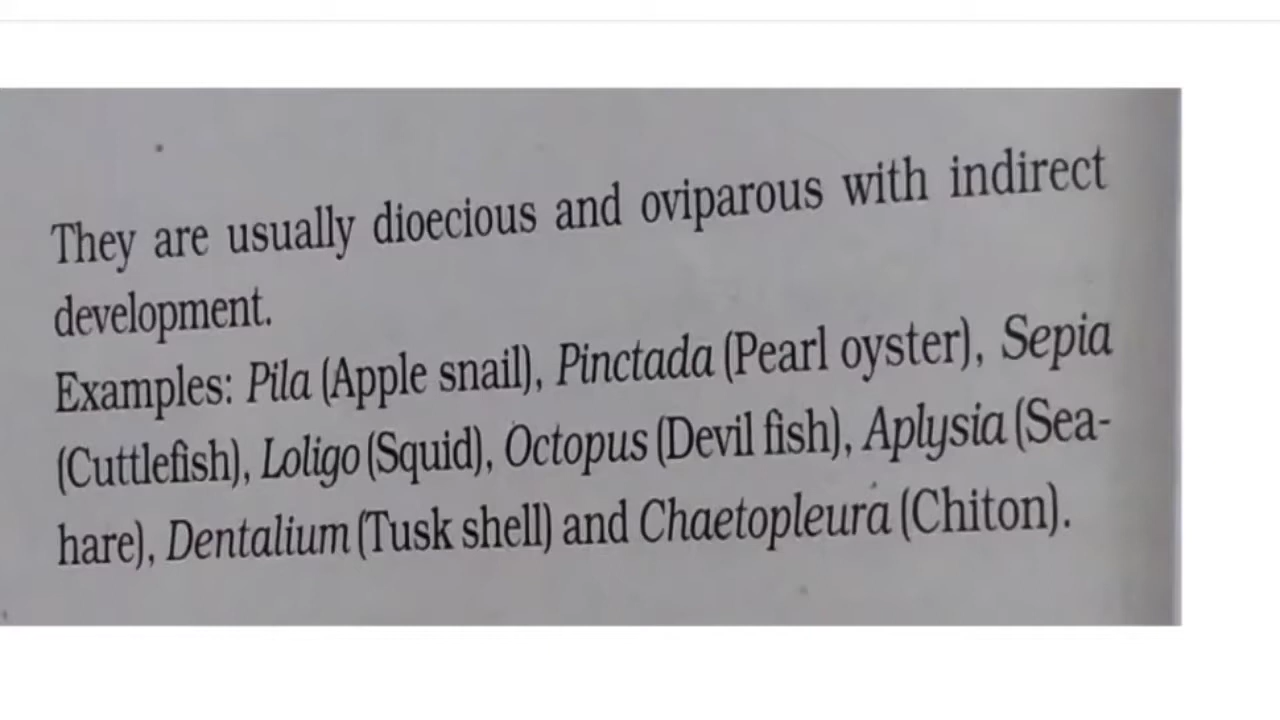 They are usually dioecious and oviparous with indirect
development.
Examples: Pila (Apple snail), Pinctada (Pearl oyster), Sepia
(Cuttlefish), Loligo (Squid), Octopus (Devil fish), Aplysia (Sea-
hare), Dentalium (Tusk shell) and Chaetopleura (Chiton).